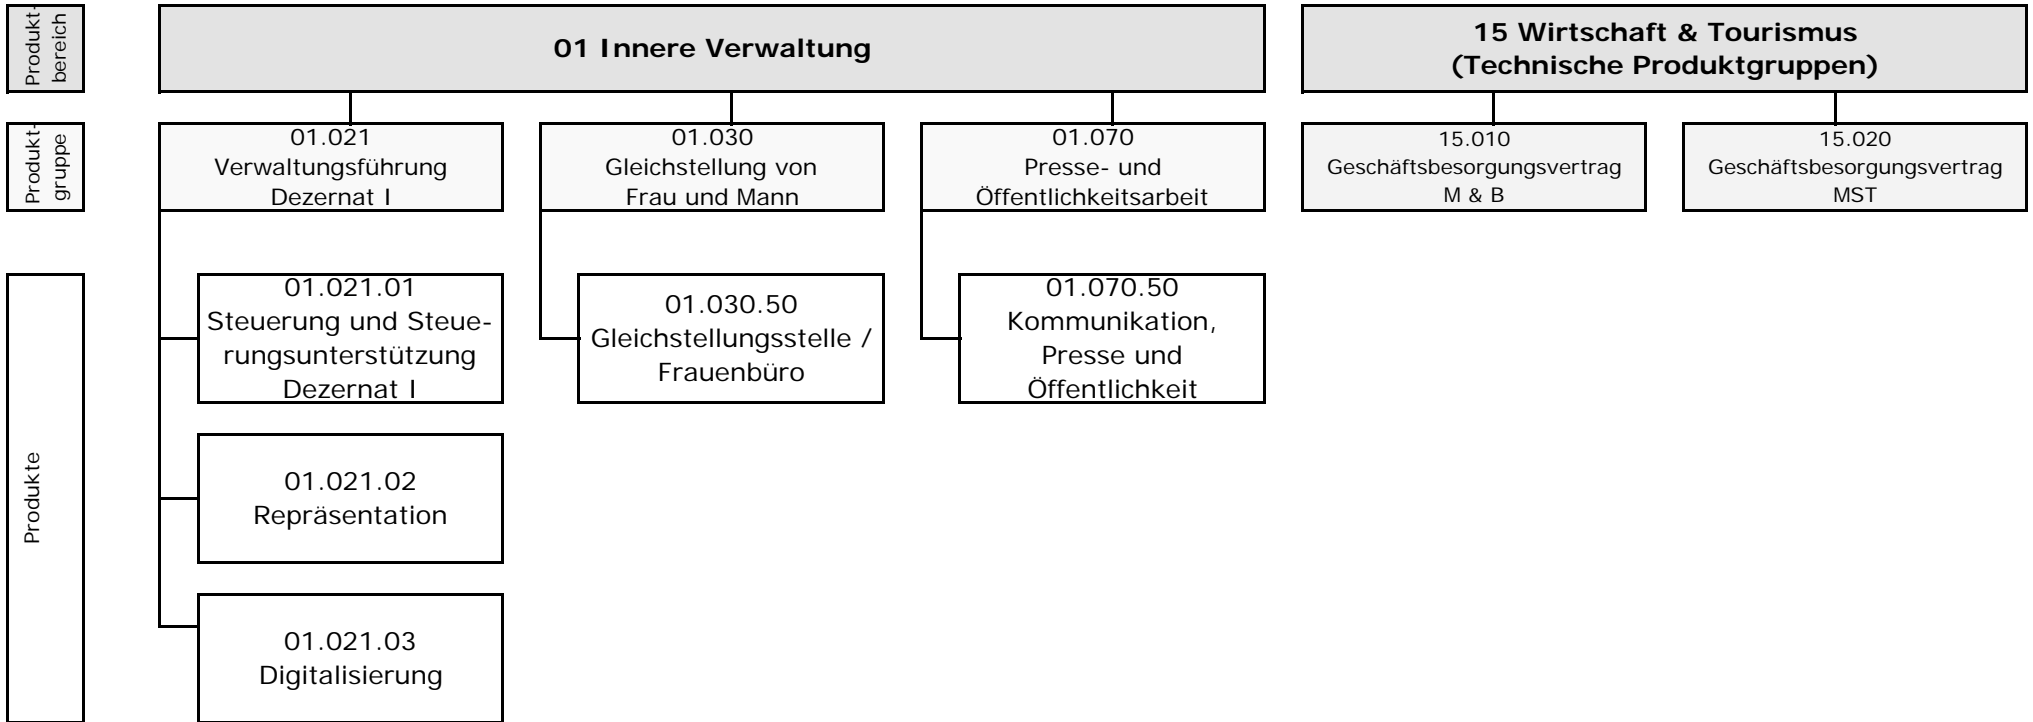 Produkt-
bereich
01 Innere Verwaltung
15 Wirtschaft & Tourismus
(Technische Produktgruppen)
Produkt-
gruppe
01.021
Verwaltungsführung
Dezernat I
01.030
Gleichstellung von
Frau und Mann
01.070
Presse- und
Öffentlichkeitsarbeit
15.010
Geschäftsbesorgungsvertrag
M & B
15.020
Geschäftsbesorgungsvertrag
MST
Produkte
01.021.01
Steuerung und Steue-
rungsunterstützung
Dezernat I
01.030.50
Gleichstellungsstelle /
Frauenbüro
01.070.50
Kommunikation,
Presse und
Öffentlichkeit
01.021.02
Repräsentation
01.021.03
Digitalisierung